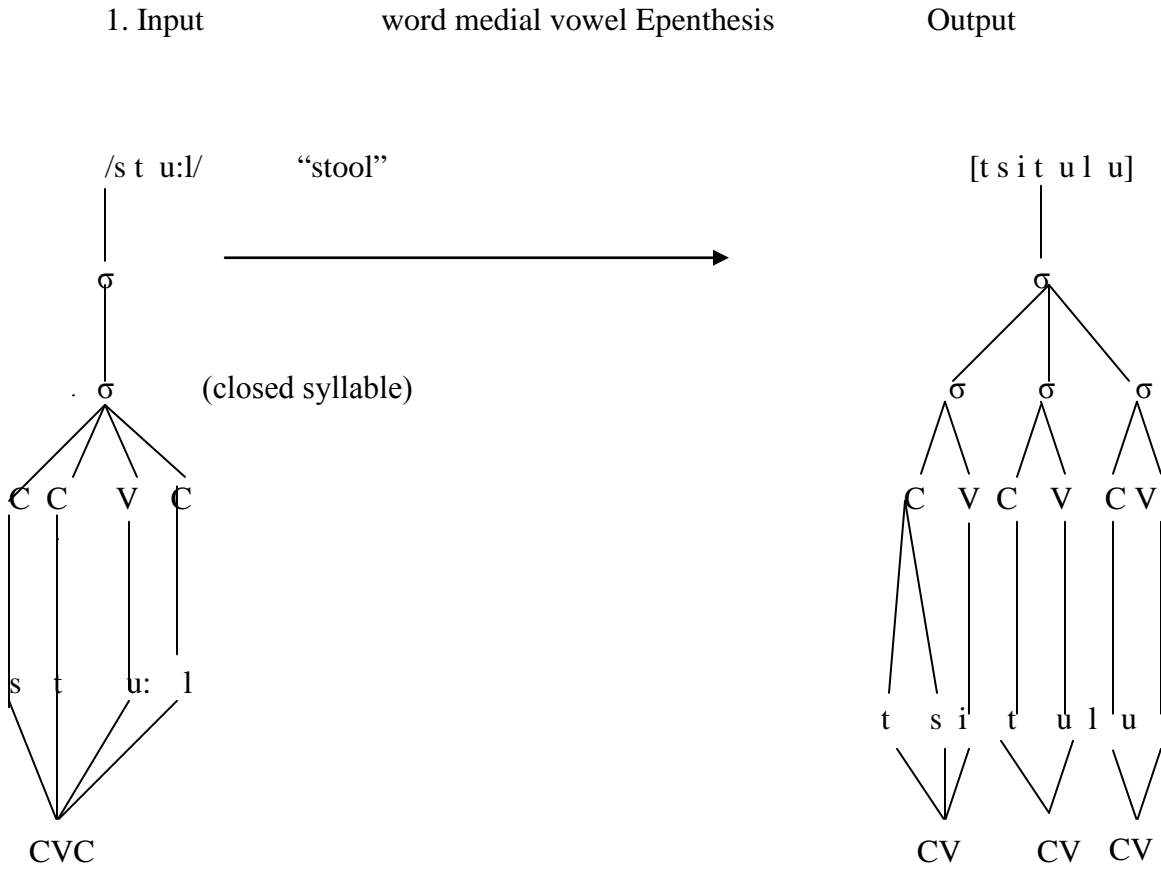 1. Input word medial vowel Epenthesis Output
/s t u:l/ “stool” [t s i t u l u]
σ σ
σ (closed syllable) σ σ σ
C C V C C V C V C V
s t u: l t s i t u l u
CVC CV CV CV